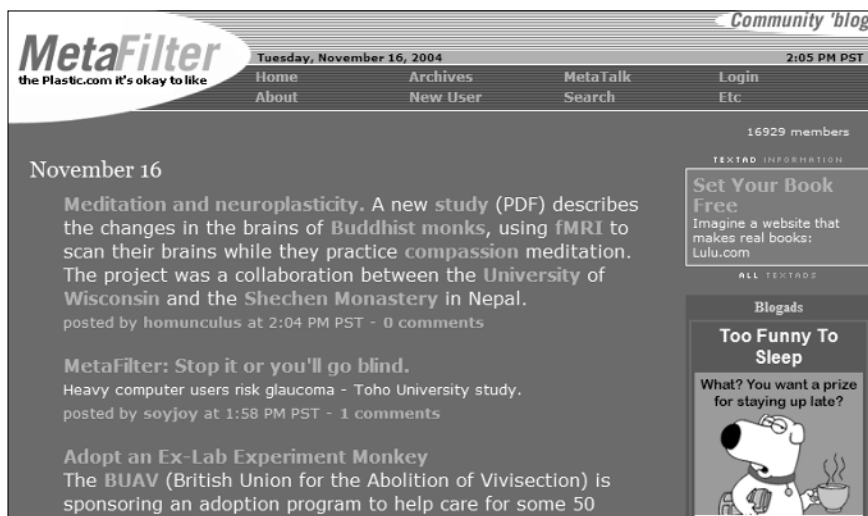 Community 'blog
MetaFilter
the Plastic.com it's okay to like
Tuesday, November 16, 2004 2:05 PM PST
Home Archives MetaTalk Login
About New User Search Etc
16929 members
November 16
Meditation and neuroplasticity. A new study (PDF) describes
the changes in the brains of Buddhist monks, using fMRI to
scan their brains while they practice compassion meditation.
The project was a collaboration between the University of
Wisconsin and the Shechen Monastery in Nepal.
posted by homunculus at 2:04 PM PST - 0 comments
MetaFilter: Stop it or you'll go blind.
Heavy computer users risk glaucoma - Toho University study.
posted by soyjoy at 1:58 PM PST - 1 comments
Adopt an Ex-Lab Experiment Monkey
The BUAV (British Union for the Abolition of Vivisection) is
sponsoring an adoption program to help care for some 50
TEXTAD INFORMATION
Set Your Book
Free
Imagine a website that
makes real books:
Lulu.com
ALL TEXTADS
Blogads
Too Funny To
Sleep
What? You want a prize
for staying up late?